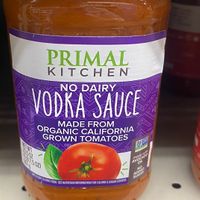 PRIMAL
KITCHEN
NO DAIRY
VODKA SAUCE
MADE FROM
ORGANIC CALIFORNIA
GROWN TOMATOES